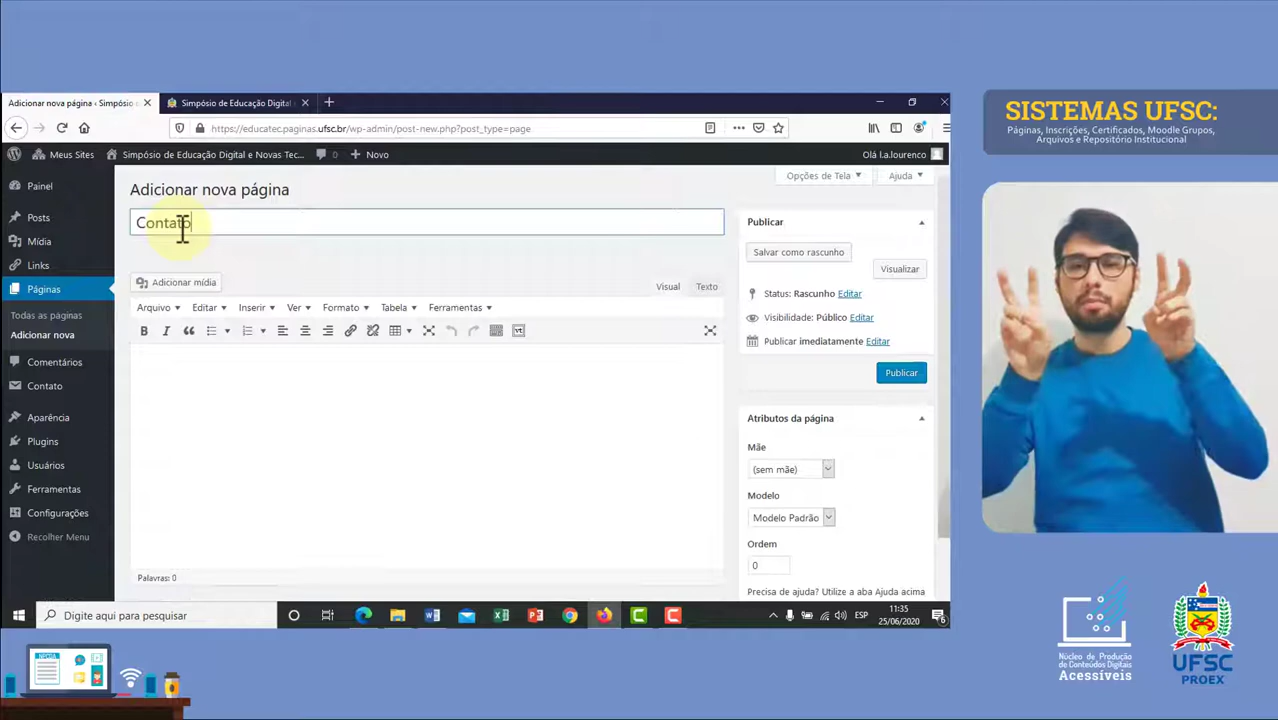 Adicionar nova página ‹ Simpósio
Simpósio de Educação Digital
https://educatec.paginas.ufsc.br/wp-admin/post-new.php?post_type=page
Meus Sites
Simpósio de Educação Digital e Novas Tec...
0
Novo
Olá l.a.lourenco
Opções de Tela
Ajuda
Painel
Posts
Mídia
Links
Páginas
Todas as páginas
Adicionar nova
Comentários
Contato
Aparência
Plugins
Usuários
Ferramentas
Configurações
Recolher Menu
Adicionar nova página
Contato
Adicionar mídia
Visual
Texto
Arquivo
Editar
Inserir
Ver
Formato
Tabela
Ferramentas
Palavras: 0
Publicar
Salvar como rascunho
Visualizar
Status: Rascunho Editar
Visibilidade: Público Editar
Publicar imediatamente Editar
Publicar
Atributos da página
Mãe
(sem mãe)
Modelo
Modelo Padrão
Ordem
0
Precisa de ajuda? Utilize a aba Ajuda acima
Digite aqui para pesquisar
ESP
11:35
25/06/2020
SISTEMAS UFSC:
Páginas, Inscrições, Certificados, Moodle Grupos,
Arquivos e Repositório Institucional
Núcleo de Produção
de Conteúdos Digitais
Acessíveis
UFSC
PROEX